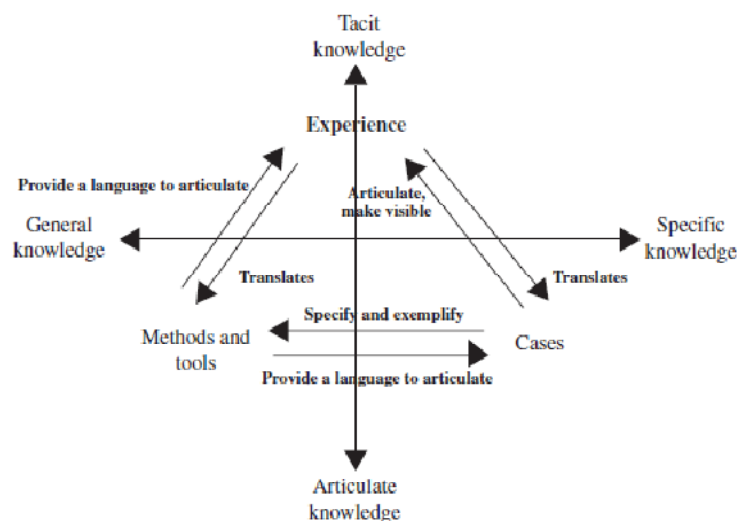 Tacit
knowledge
Experience
Provide a language to articulate
Articulate,
make visible
General
knowledge
Specific
knowledge
Translates
Translates
Specify and exemplify
Methods and
tools
Cases
Provide a language to articulate
Articulate
knowledge